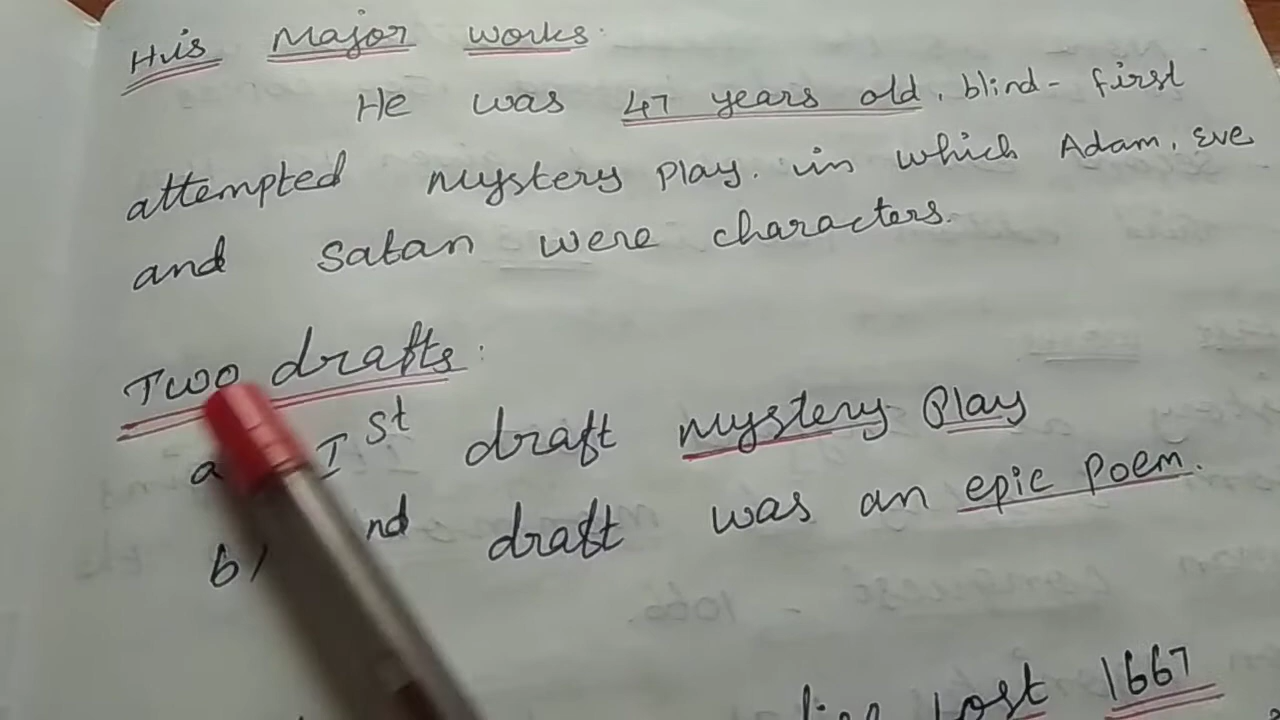 His Major works.
He was 47 years old, blind- first
attempted mystery play. in which Adam, Eve
and Satan were characters.
Two drafts:
a Ist draft mystery Play
b) nd draft was an epic Poem.
Lost 1667